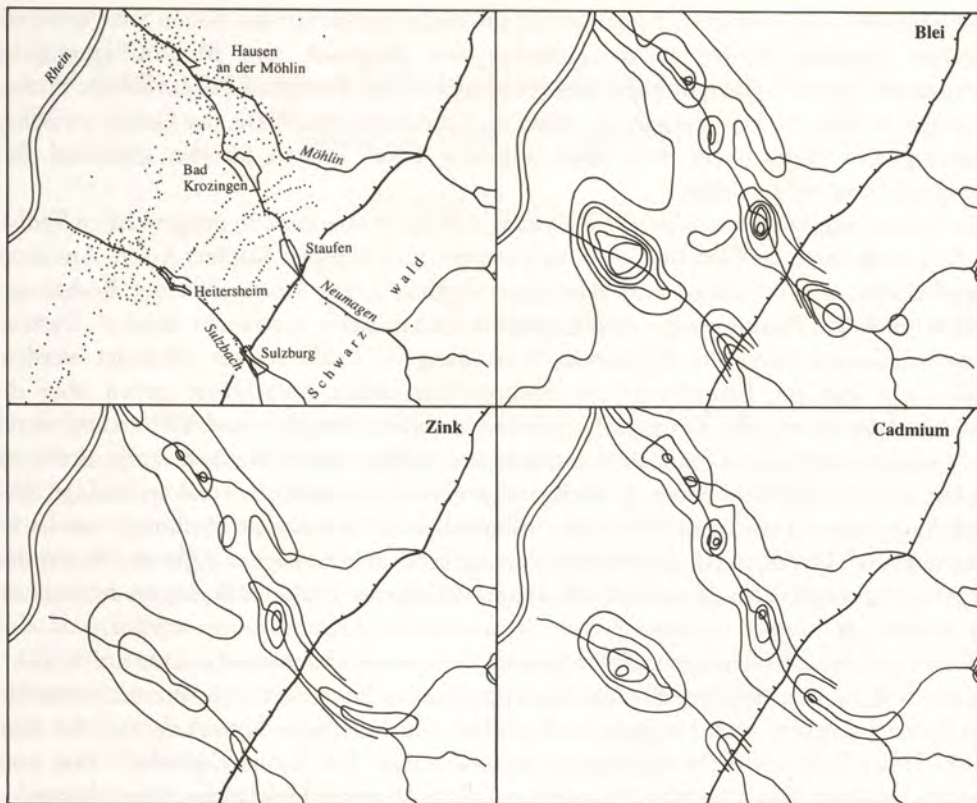 Rhein
Hausen
an der Möhlin
Möhlin
Bad
Krozingen
Staufen
Neumagen
Heitersheim
Sulzbach
Sulzburg
Schwarzwald
Blei
Zink
Cadmium